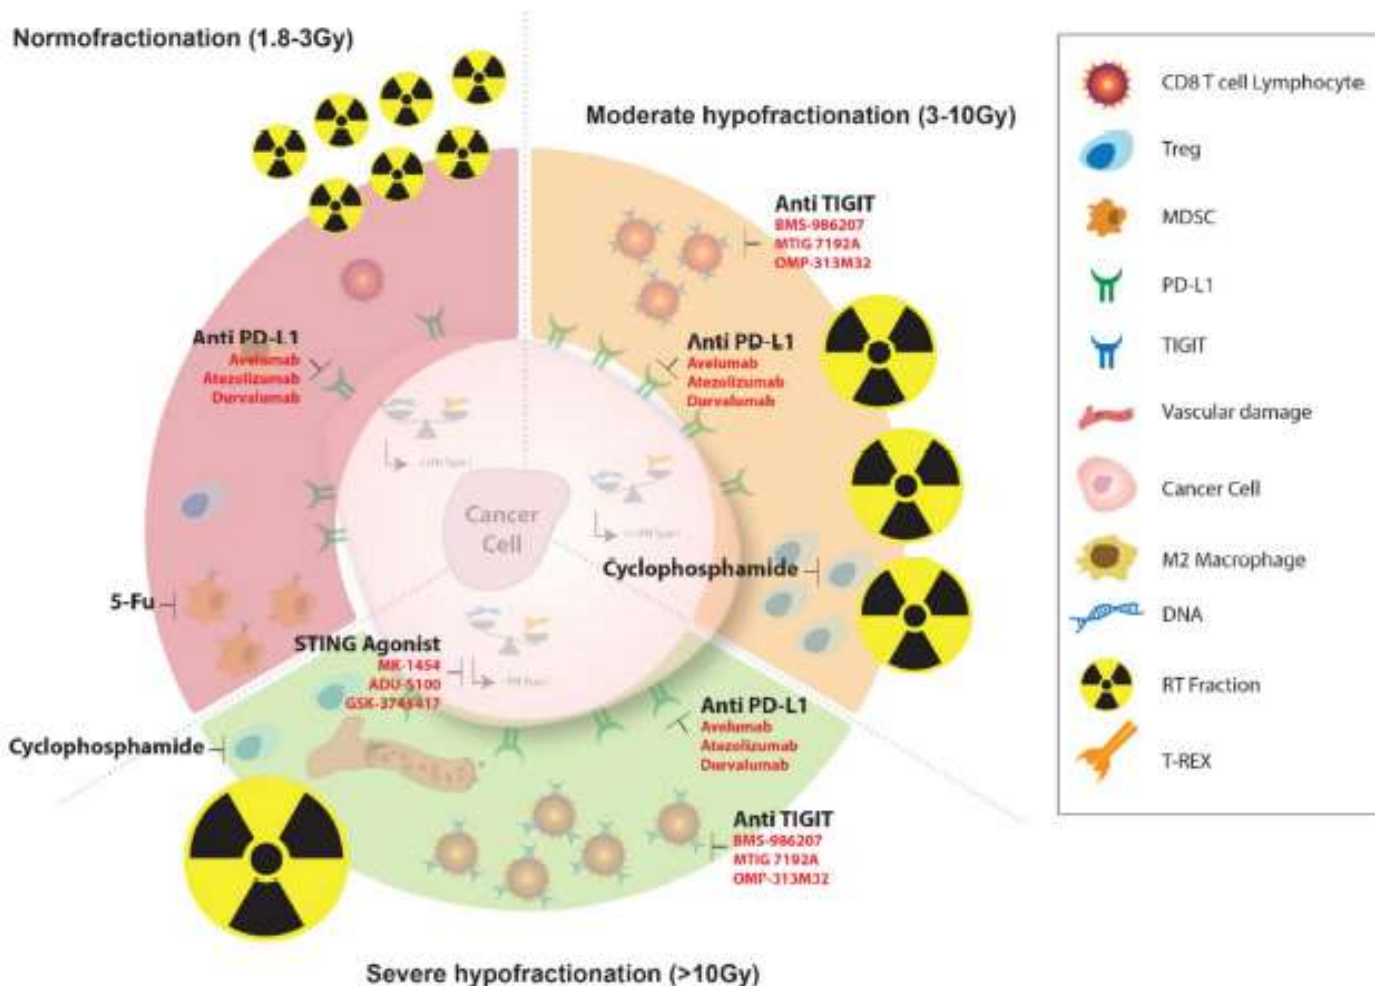 Normofractionation (1.8-3Gy)
Moderate hypofractionation (3-10Gy)
Anti TIGIT
BMS-986207
MTIG 7192A
OMP-313M32
Anti PD-L1
Avelumab
Atezolizumab
Durvalumab
Anti PD-L1
Avelumab
Atezolizumab
Durvalumab
Cancer
Cell
Cyclophosphamide
5-Fu
STING Agonist
MK-1454
ADU-S100
Anti PD-L1
Avelumab
Atezolizumab
Durvalumab
Cyclophosphamide
Anti TIGIT
BMS-986207
MTIG 7192A
OMP-313M32
Severe hypofractionation (>10Gy)
CD8 T cell Lymphocyte
Treg
MDSC
PD-L1
TIGIT
Vascular damage
Cancer Cell
M2 Macrophage
DNA
RT Fraction
T-REX